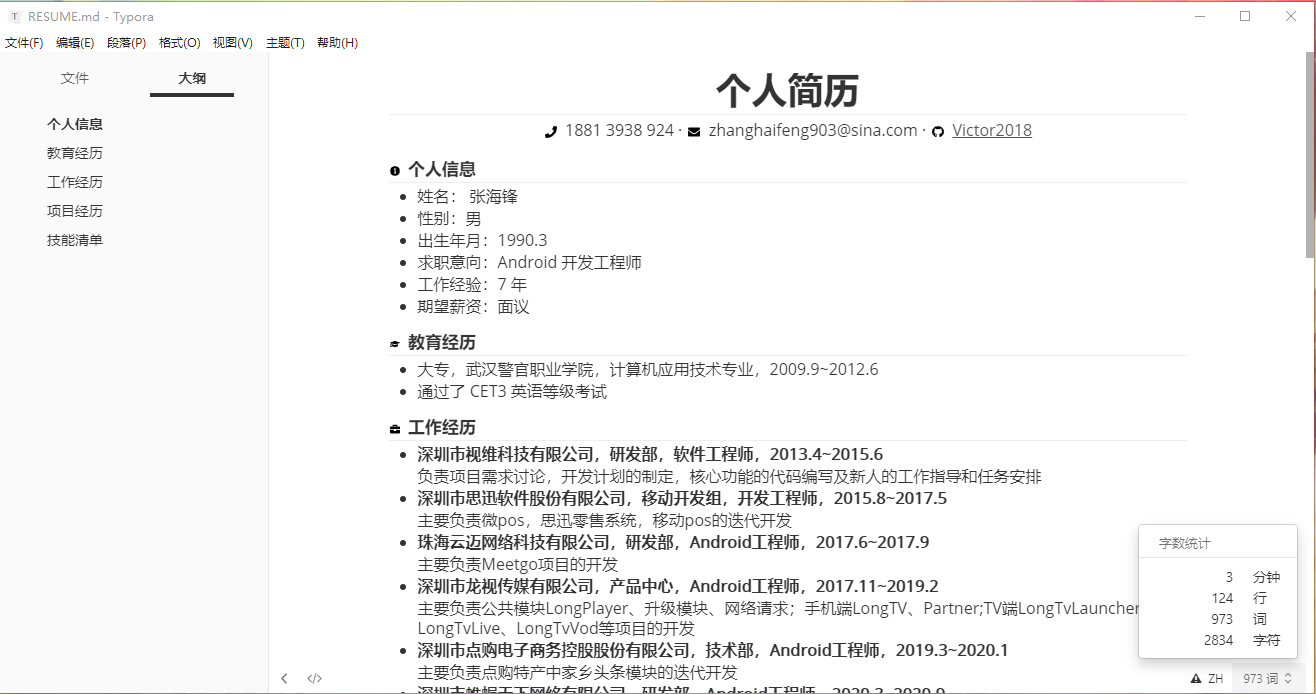 RESUME.md - Typora
文件(F) 编辑(E) 段落(P) 格式(O) 视图(V) 主题(T) 帮助(H)
文件 大纲
个人信息
教育经历
工作经历
项目经历
技能清单
个人简历
1881 3938 924 · zhanghaifeng903@sina.com · Victor2018
个人信息
姓名： 张海锋
性别：男
出生年月：1990.3
求职意向：Android 开发工程师
工作经验：7 年
期望薪资：面议
教育经历
大专，武汉警官职业学院，计算机应用技术专业，2009.9~2012.6
通过了 CET3 英语等级考试
工作经历
深圳市视维科技有限公司，研发部，软件工程师，2013.4~2015.6
负责项目需求讨论，开发计划的制定，核心功能的代码编写及新人的工作指导和任务安排
深圳市思迅软件股份有限公司，移动开发组，开发工程师，2015.8~2017.5
主要负责微pos，思迅零售系统，移动pos的迭代开发
珠海云迈网络科技有限公司，研发部，Android工程师，2017.6~2017.9
主要负责Meetgo项目的开发
深圳市龙视传媒有限公司，产品中心，Android工程师，2017.11~2019.2
主要负责公共模块LongPlayer、升级模块、网络请求；手机端LongTV、Partner;TV端LongTvLauncher
LongTvLive、LongTvVod等项目的开发
深圳市点购电子商务控股股份有限公司，技术部，Android工程师，2019.3~2020.1
主要负责点购特产中家乡头条模块的迭代开发
字数统计
3 分钟
124 行
973 词
2834 字符
</> ZH 973 词